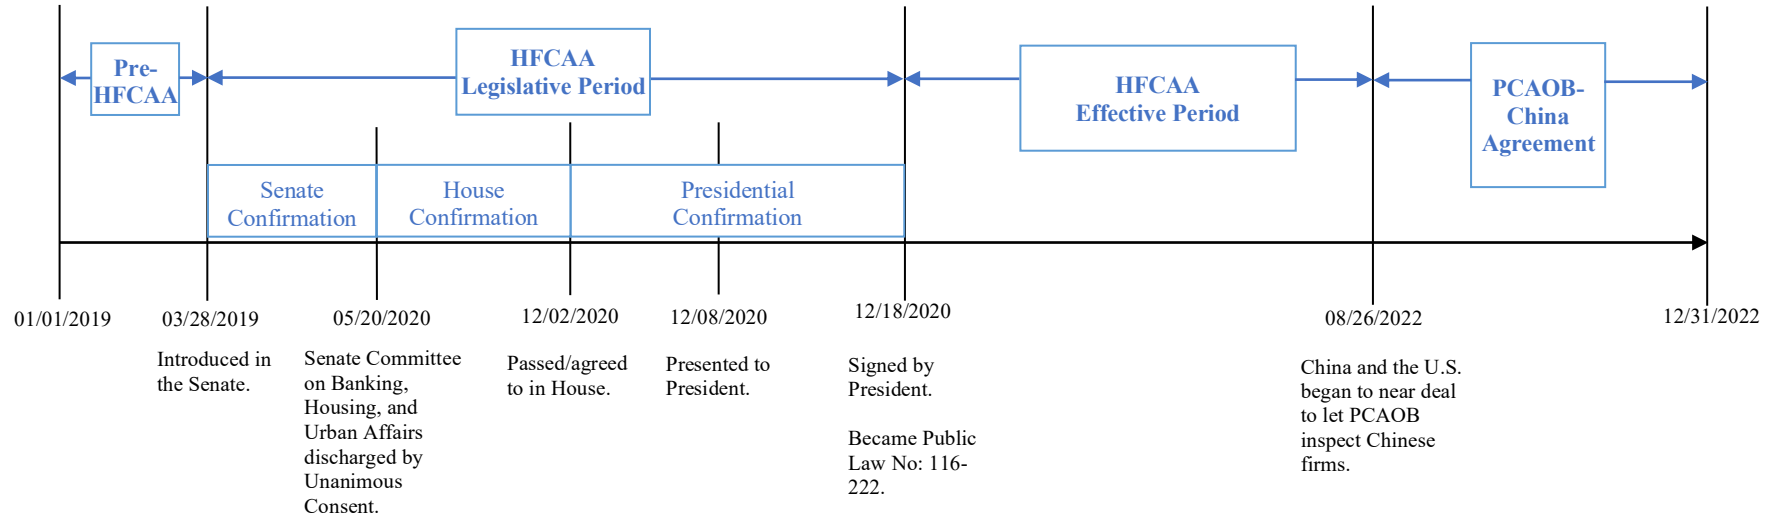 Pre-
HFCAA
HFCAA
Legislative Period
HFCAA
Effective Period
PCAOB-
China
Agreement
Senate
Confirmation
House
Confirmation
Presidential
Confirmation
01/01/2019
03/28/2019
05/20/2020
12/02/2020
12/08/2020
12/18/2020
08/26/2022
12/31/2022
Introduced in
the Senate.
Senate Committee
on Banking,
Housing, and
Urban Affairs
discharged by
Unanimous
Consent.
Passed/agreed
to in House.
Presented to
President.
Signed by
President.
Became Public
Law No: 116-
222.
China and the U.S.
began to near deal
to let PCAOB
inspect Chinese
firms.